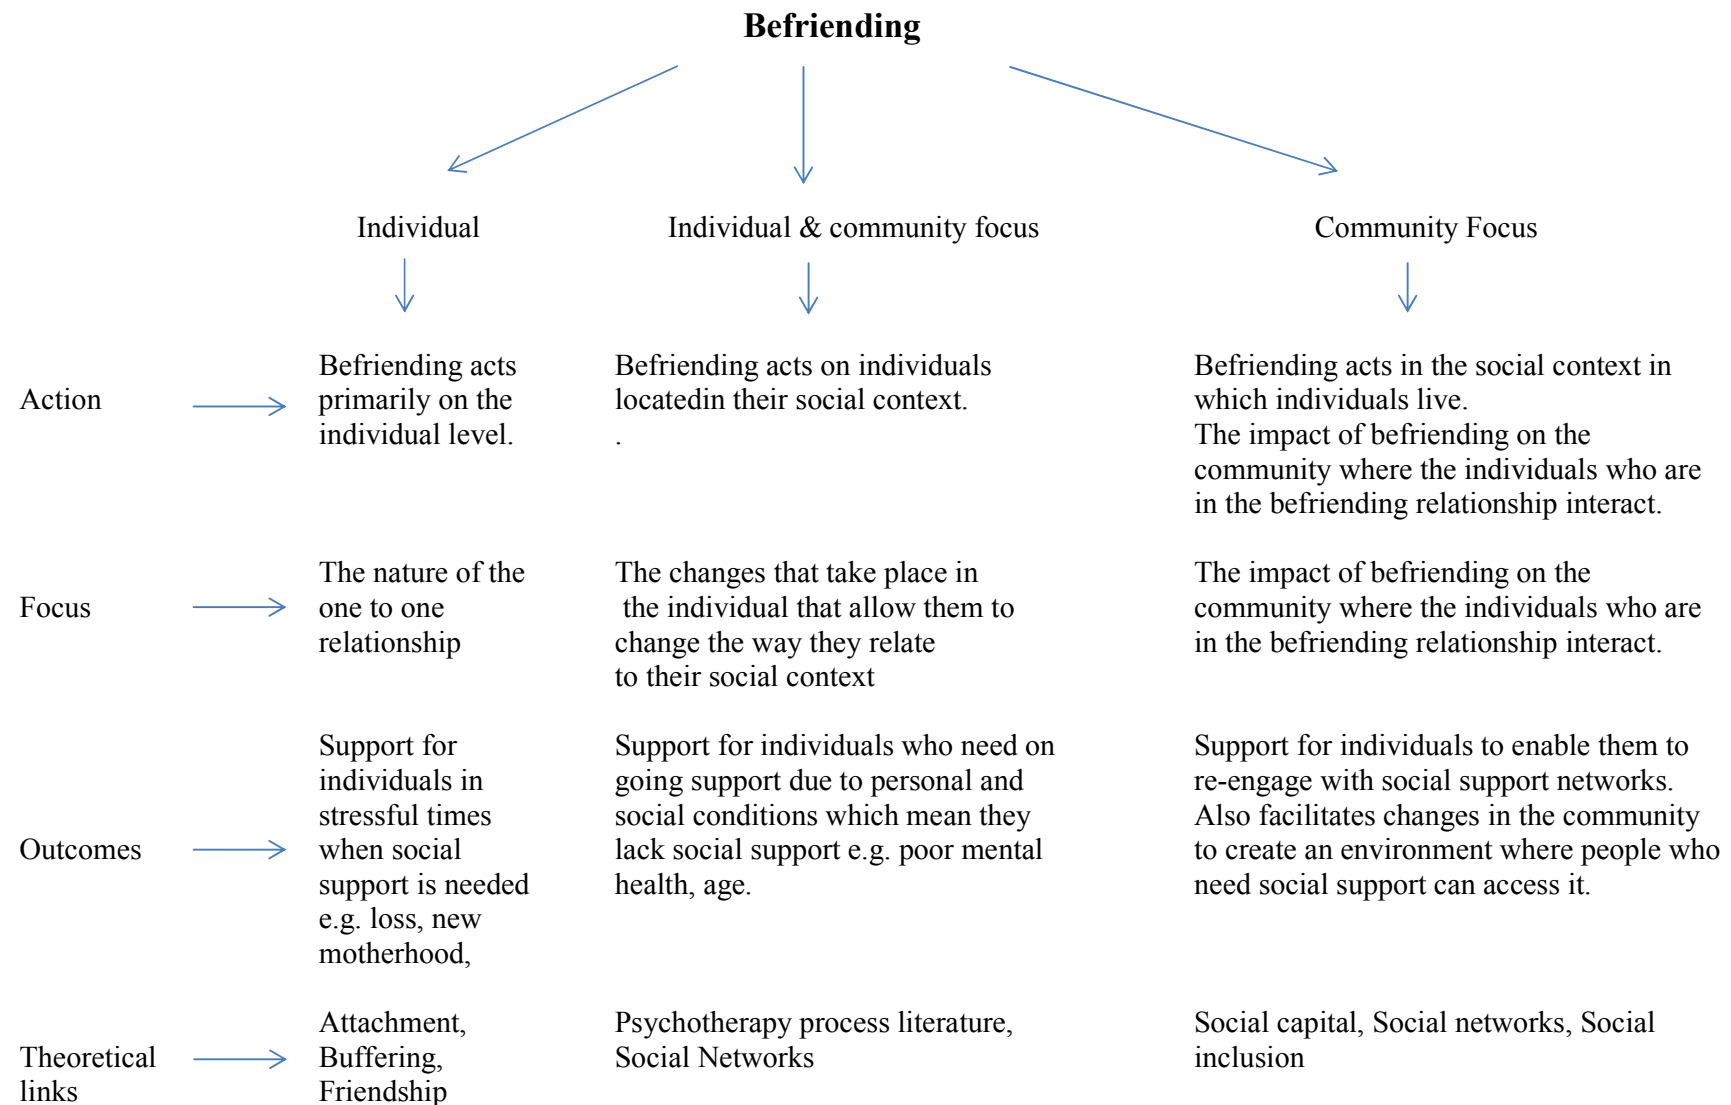 Befriending
Individual
Individual & community focus
Community Focus
Action
Befriending acts
primarily on the
individual level.
Befriending acts on individuals
locatedin their social context.
.
Befriending acts in the social context in
which individuals live.
The impact of befriending on the
community where the individuals who are
in the befriending relationship interact.
Focus
The nature of the
one to one
relationship
The changes that take place in
the individual that allow them to
change the way they relate
to their social context
The impact of befriending on the
community where the individuals who are
in the befriending relationship interact.
Outcomes
Support for
individuals in
stressful times
when social
support is needed
e.g. loss, new
motherhood,
Support for individuals who need on
going support due to personal and
social conditions which mean they
lack social support e.g. poor mental
health, age.
Support for individuals to enable them to
re-engage with social support networks.
Also facilitates changes in the community
to create an environment where people who
need social support can access it.
Theoretical
links
Attachment,
Buffering,
Friendship
Psychotherapy process literature,
Social Networks
Social capital, Social networks, Social
inclusion